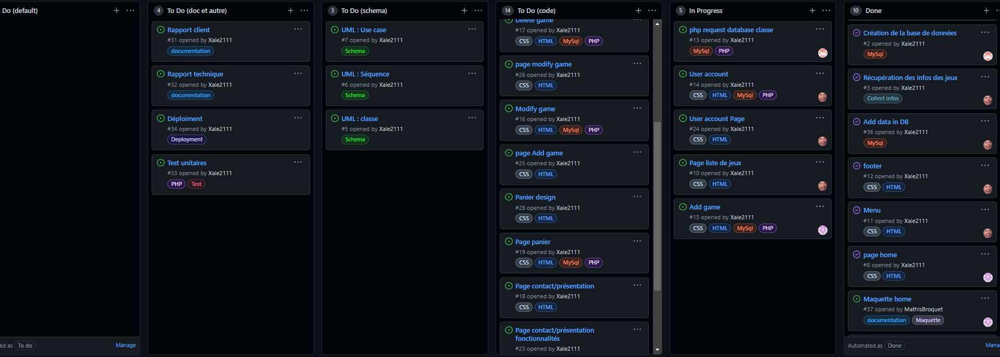 Do (default)
ed as To do
Manage
4 To Do (doc et autre)
Rapport client
#31 opened by Xale2111
documentation
Rapport technique
#32 opened by Xale2111
documentation
Déploiment
#34 opened by Xale2111
Deployment
Test unitaires
#33 opened by Xale2111
PHP Test
3 To Do (schema)
UML : Use case
#7 opened by Xale2111
Schema
UML : Séquence
#6 opened by Xale2111
Schema
UML : classe
#5 opened by Xale2111
Schema
14 To Do (code)
Delete game
#17 opened by Xale2111
CSS HTML MySql PHP
page modify game
#26 opened by Xale2111
CSS HTML
Modify game
#16 opened by Xale2111
CSS HTML MySql PHP
page Add game
#25 opened by Xale2111
CSS HTML
Panier design
#28 opened by Xale2111
CSS HTML
Page panier
#19 opened by Xale2111
CSS HTML MySql PHP
Page contact/présentation
#18 opened by Xale2111
CSS HTML
Page contact/présentation
fonctionnalités
#23 opened by Xale2111
5 In Progress
php request database classe
#13 opened by Xale2111
MySql PHP
User account
#14 opened by Xale2111
CSS HTML MySql PHP
User account Page
#24 opened by Xale2111
CSS HTML
Page liste de jeux
#10 opened by Xale2111
CSS HTML
Add game
#15 opened by Xale2111
CSS HTML MySql PHP
10 Done
Création de la base de données
#2 opened by Xale2111
MySql
Récupération des infos des jeux
#3 opened by Xale2111
Collect infos
Add data in DB
#36 opened by Xale2111
MySql
footer
#12 opened by Xale2111
CSS HTML
Menu
#11 opened by Xale2111
CSS HTML
page home
#8 opened by Xale2111
CSS HTML
Maquette home
#37 opened by MathisBroquet
documentation Maquette
Automated as Done
Mana